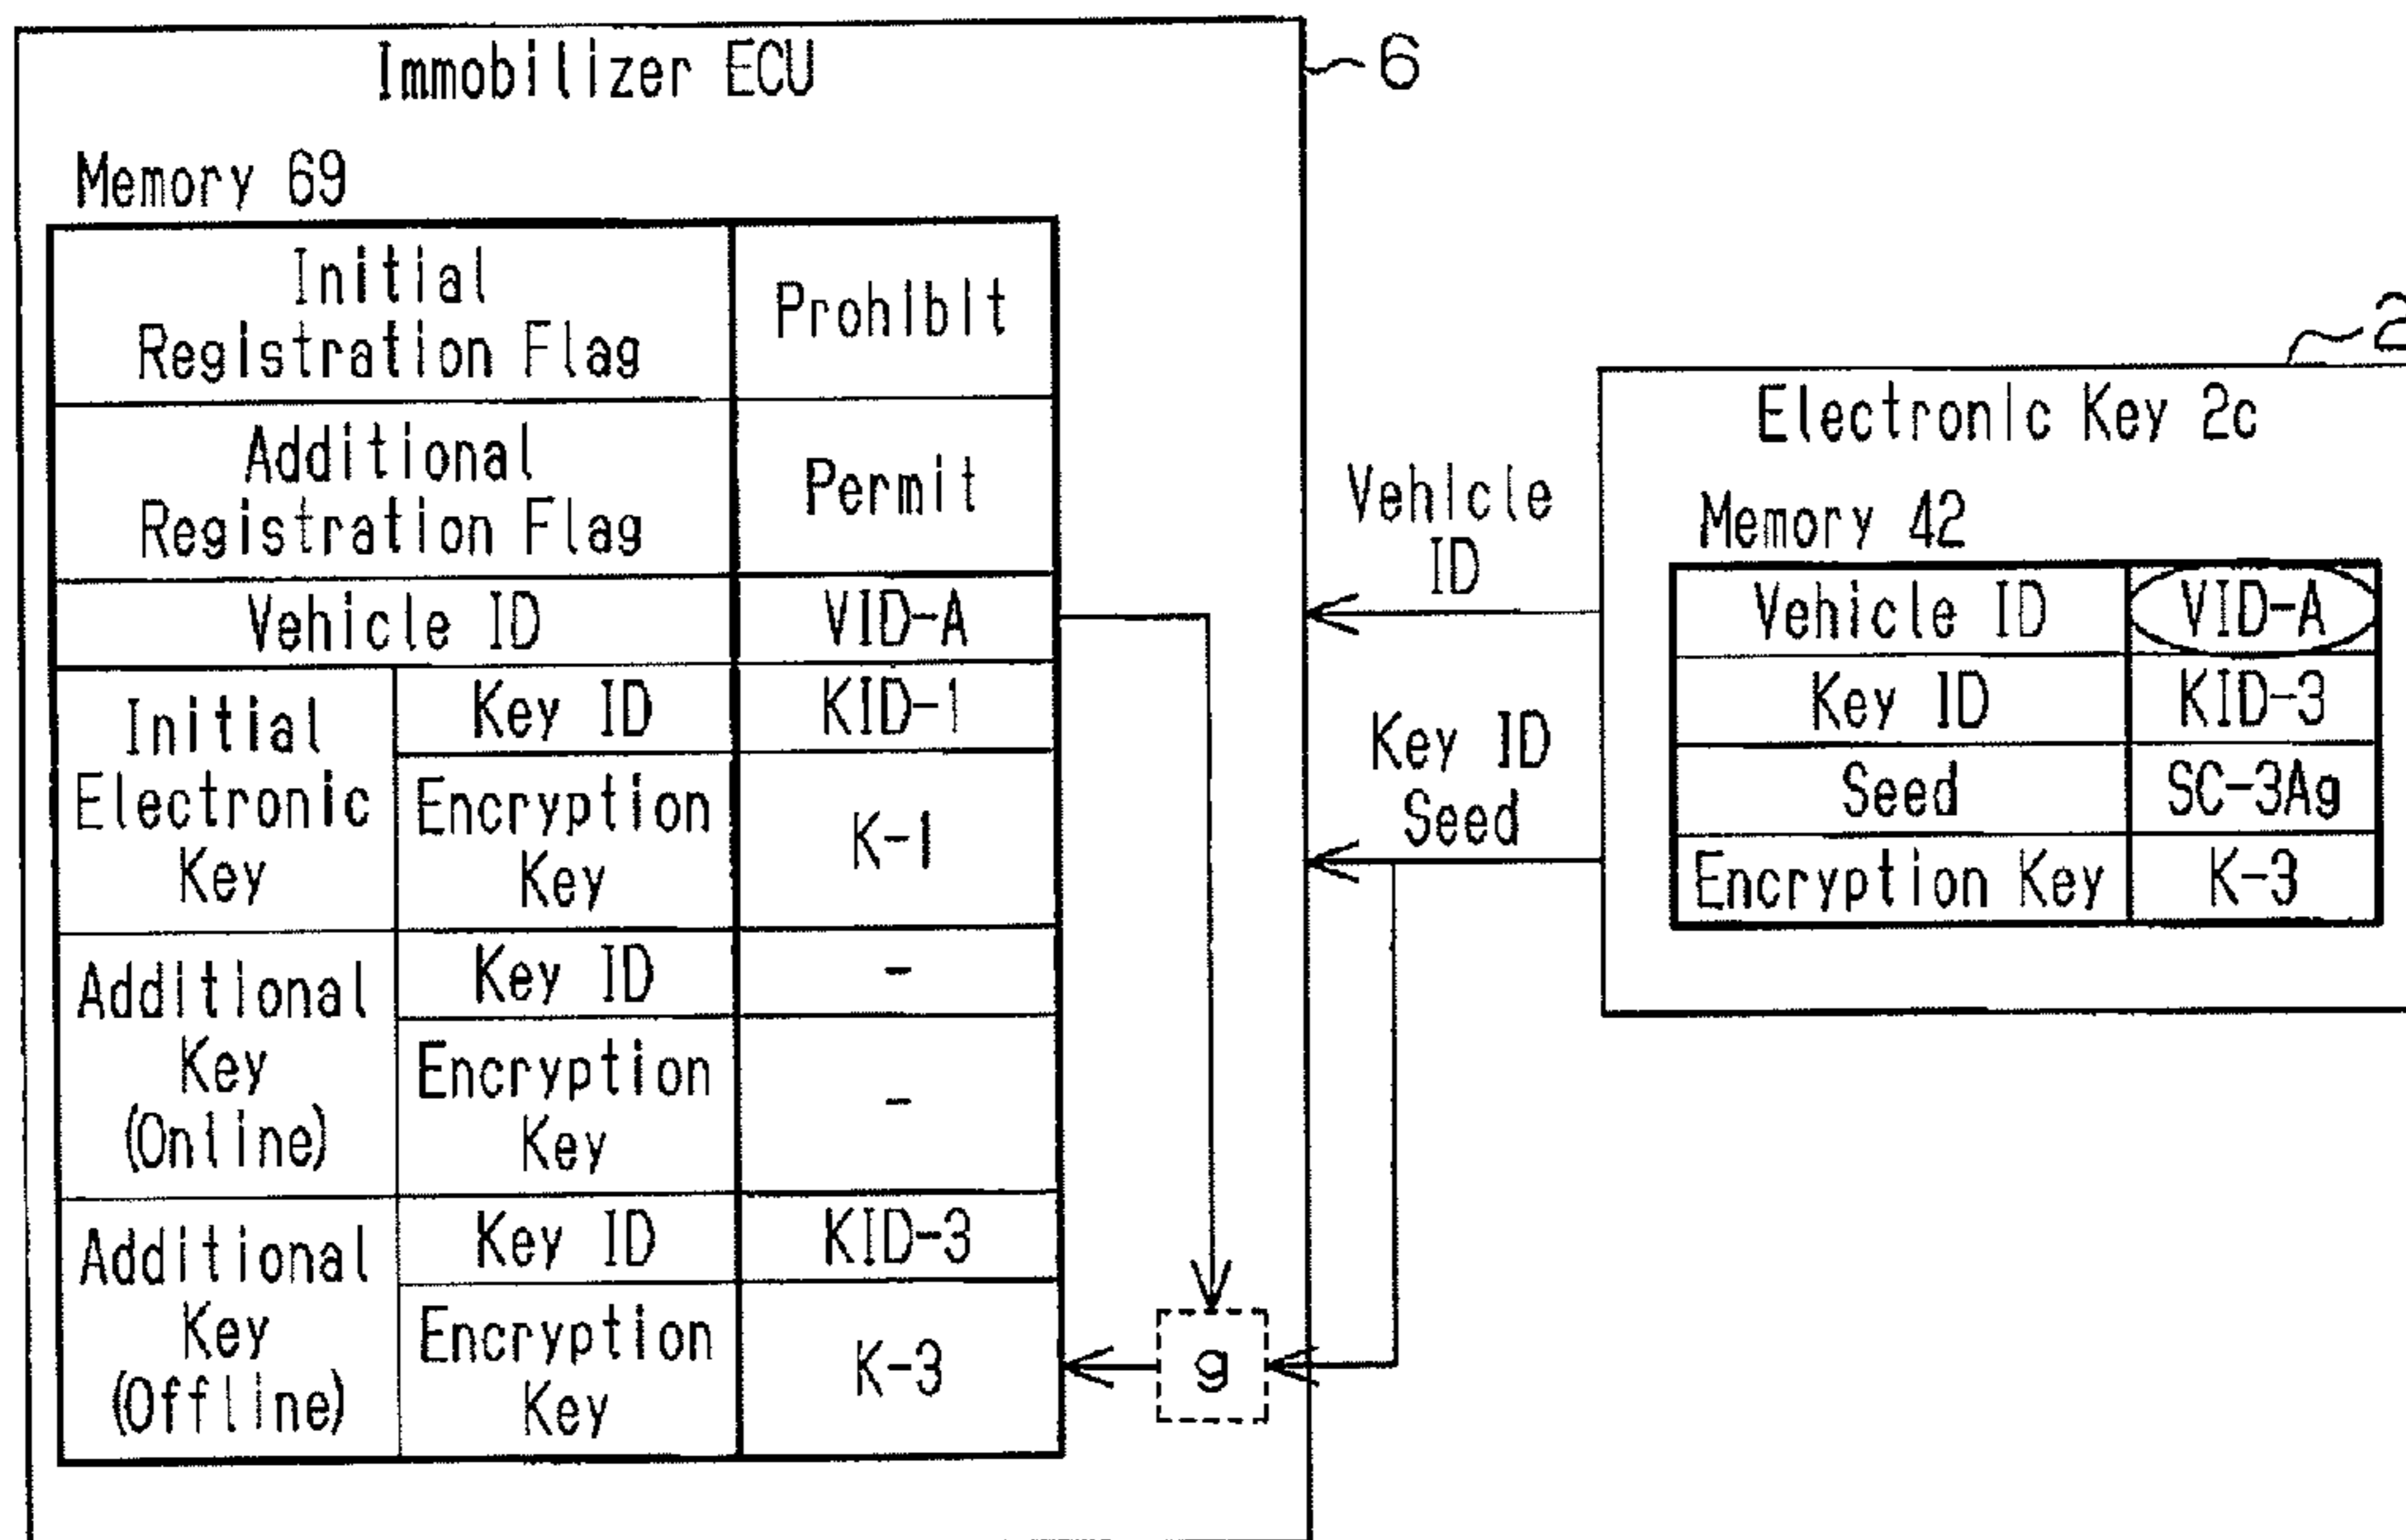 Immobilizer ECU
6
Memory 69
Initial
Registration Flag
Prohibit
Additional
Registration Flag
Permit
Vehicle ID
VID-A
Initial
Electronic
Key
Key ID
KID-1
Encryption
Key
K-1
Additional
Key
(Online)
Key ID
-
Encryption
Key
-
Additional
Key
(Offline)
Key ID
KID-3
Encryption
Key
K-3
g
Vehicle
ID
Key ID
Seed
2
Electronic Key 2c
Memory 42
Vehicle ID
VID-A
Key ID
KID-3
Seed
SC-3Ag
Encryption Key
K-3